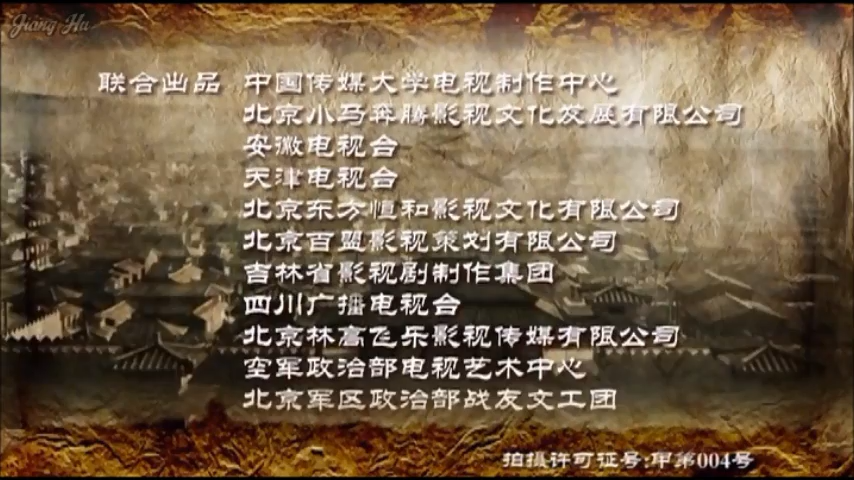 Jiang Hu
联合出品 中国传媒大学电视制作中心
北京小马奔腾影视文化发展有限公司
安徽电视台
天津电视台
北京东方恒和影视文化有限公司
北京百盟影视策划有限公司
吉林省影视剧制作集团
四川广播电视台
北京林高飞乐影视传媒有限公司
空军政治部电视艺术中心
北京军区政治部战友文工团
拍摄许可证号:甲第004号